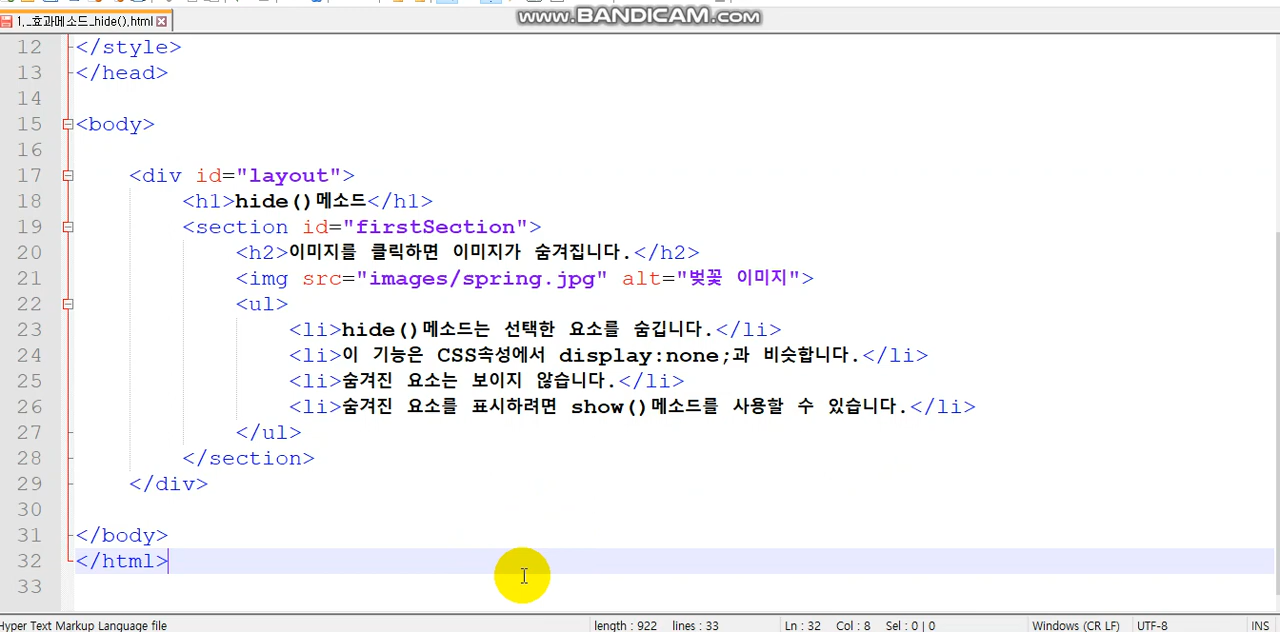 www.BANDICAM.com
1._효과메소드_hide().html
12 </style>
13 </head>
14
15 <body>
16
17 <div id="layout">
18 <h1>hide()메소드</h1>
19 <section id="firstSection">
20 <h2>이미지를 클릭하면 이미지가 숨겨집니다.</h2>
21 <img src="images/spring.jpg" alt="벚꽃 이미지">
22 <ul>
23 <li>hide()메소드는 선택한 요소를 숨깁니다.</li>
24 <li>이 기능은 CSS속성에서 display:none;과 비슷합니다.</li>
25 <li>숨겨진 요소는 보이지 않습니다.</li>
26 <li>숨겨진 요소를 표시하려면 show()메소드를 사용할 수 있습니다.</li>
27 </ul>
28 </section>
29 </div>
30
31 </body>
32 </html>
33
Hyper Text Markup Language file length : 922 lines : 33 Ln : 32 Col : 8 Sel : 0 | 0 Windows (CR LF) UTF-8 INS